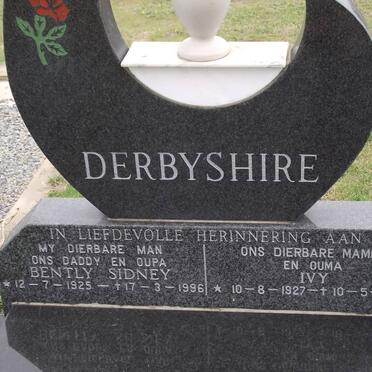 DERBYSHIRE
IN LIEFDEVOLLE HERINNERING AAN
MY DIERBARE MAN
ONS DADDY EN OUPA
BENTLY SIDNEY
* 12-7-1925 - †17-3-1996
ONS DIERBARE MAM
EN OUMA
IVY
* 10-8-1927 - †10-5-